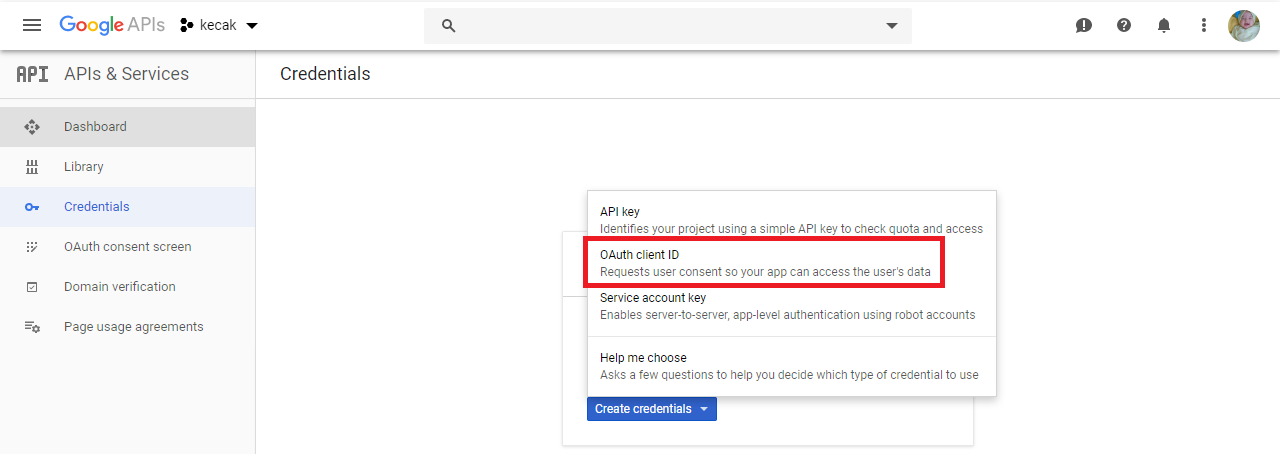 Google APIs
kecak
API
APIs & Services
Credentials
Dashboard
Library
Credentials
OAuth consent screen
Domain verification
Page usage agreements
API key
Identifies your project using a simple API key to check quota and access
OAuth client ID
Requests user consent so your app can access the user's data
Service account key
Enables server-to-server, app-level authentication using robot accounts
Help me choose
Asks a few questions to help you decide which type of credential to use
Create credentials